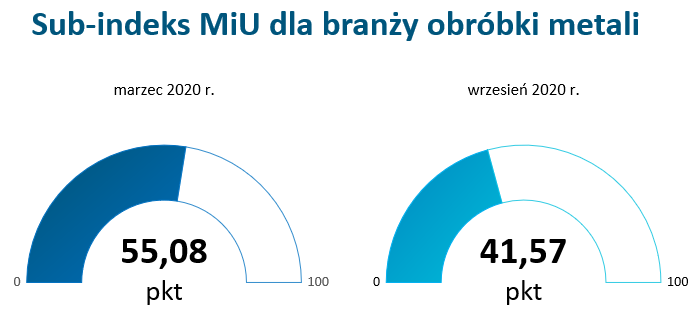 Sub-indeks MiU dla branży obróbki metali
marzec 2020 r.
wrzesień 2020 r.
55,08
41,57
0
pkt
100
0
pkt
100